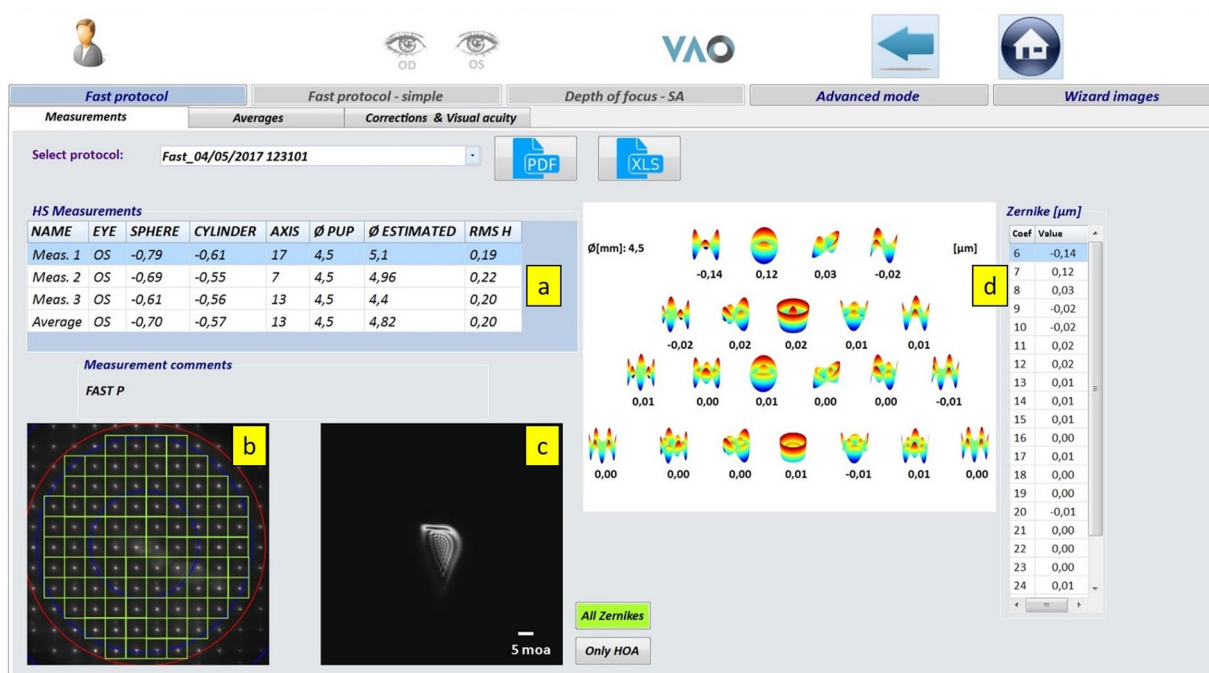 OD OS VAO
Fast protocol Fast protocol - simple Depth of focus - SA Advanced mode Wizard images
Measurements Averages Corrections & Visual acuity
Select protocol: Fast_04/05/2017 123101 PDF XLS
HS Measurements
NAME EYE SPHERE CYLINDER AXIS Ø PUP Ø ESTIMATED RMS H
Meas. 1 OS -0,79 -0,61 17 4,5 5,1 0,19
Meas. 2 OS -0,69 -0,55 7 4,5 4,96 0,22
Meas. 3 OS -0,61 -0,56 13 4,5 4,4 0,20
Average OS -0,70 -0,57 13 4,5 4,82 0,20
a
Measurement comments
FAST P
b
c
5 moa
Ø[mm]: 4,5 [µm]
-0,14 0,12 0,03 -0,02
-0,02 0,02 0,02 0,01 0,01
0,01 0,00 0,01 0,00 0,00 -0,01
0,00 0,00 0,00 0,01 -0,01 0,01 0,00
All Zernikes
Only HOA
d
Zernike [µm]
Coef Value
6 -0,14
7 0,12
8 0,03
9 -0,02
10 -0,02
11 0,02
12 0,02
13 0,01
14 0,01
15 0,01
16 0,00
17 0,01
18 0,00
19 0,00
20 -0,01
21 0,00
22 0,00
23 0,00
24 0,01